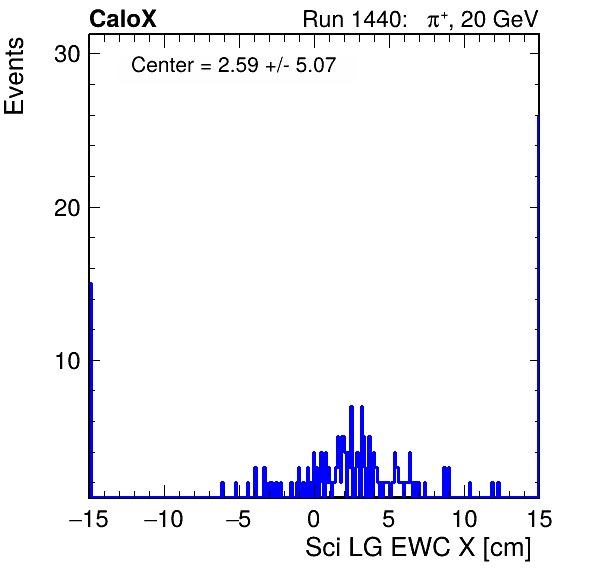 CaloX Run 1440: π⁺, 20 GeV
Center = 2.59 +/- 5.07
Events
30
20
10
−15 −10 −5 0 5 10 15
Sci LG EWC X [cm]